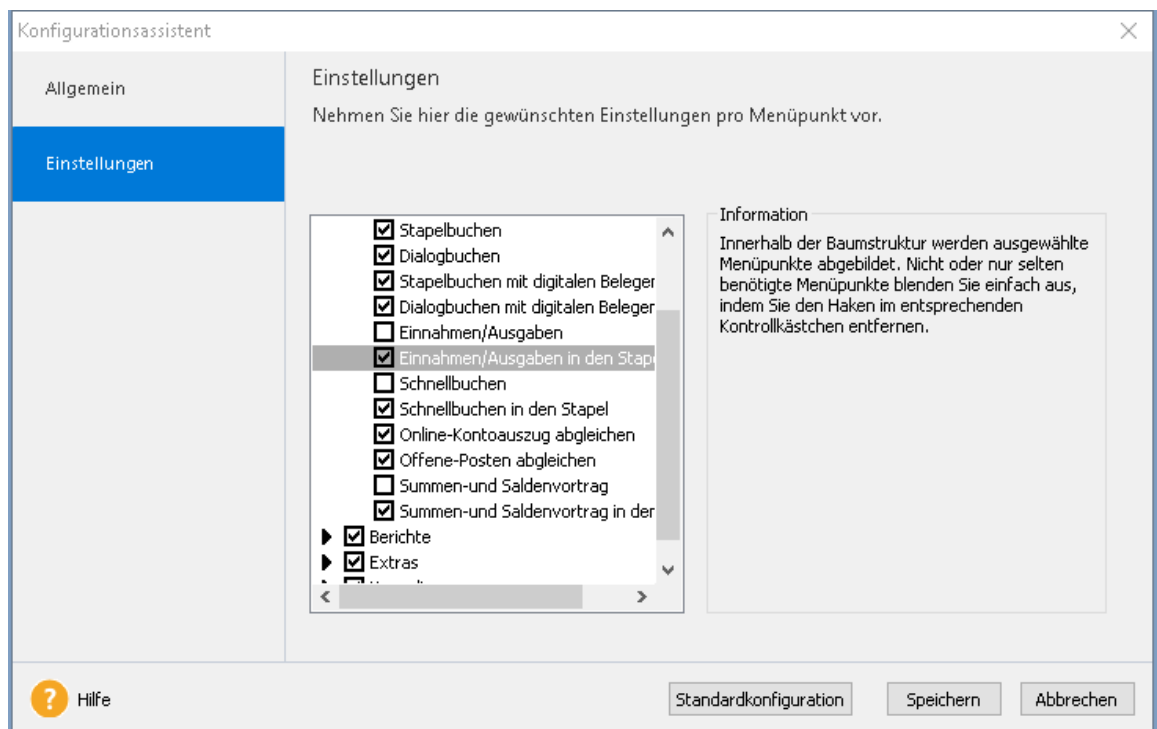 Konfigurationsassistent
Allgemein
Einstellungen
Einstellungen
Nehmen Sie hier die gewünschten Einstellungen pro Menüpunkt vor.
Stapelbuchen
Dialogbuchen
Stapelbuchen mit digitalen Beleger
Dialogbuchen mit digitalen Beleger
Einnahmen/Ausgaben
Einnahmen/Ausgaben in den Stape
Schnellbuchen
Schnellbuchen in den Stapel
Online-Kontoauszug abgleichen
Offene-Posten abgleichen
Summen-und Saldenvortrag
Summen-und Saldenvortrag in der
Berichte
Extras
Information
Innerhalb der Baumstruktur werden ausgewählte
Menüpunkte abgebildet. Nicht oder nur selten
benötigte Menüpunkte blenden Sie einfach aus,
indem Sie den Haken im entsprechenden
Kontrollkästchen entfernen.
? Hilfe
Standardkonfiguration
Speichern
Abbrechen